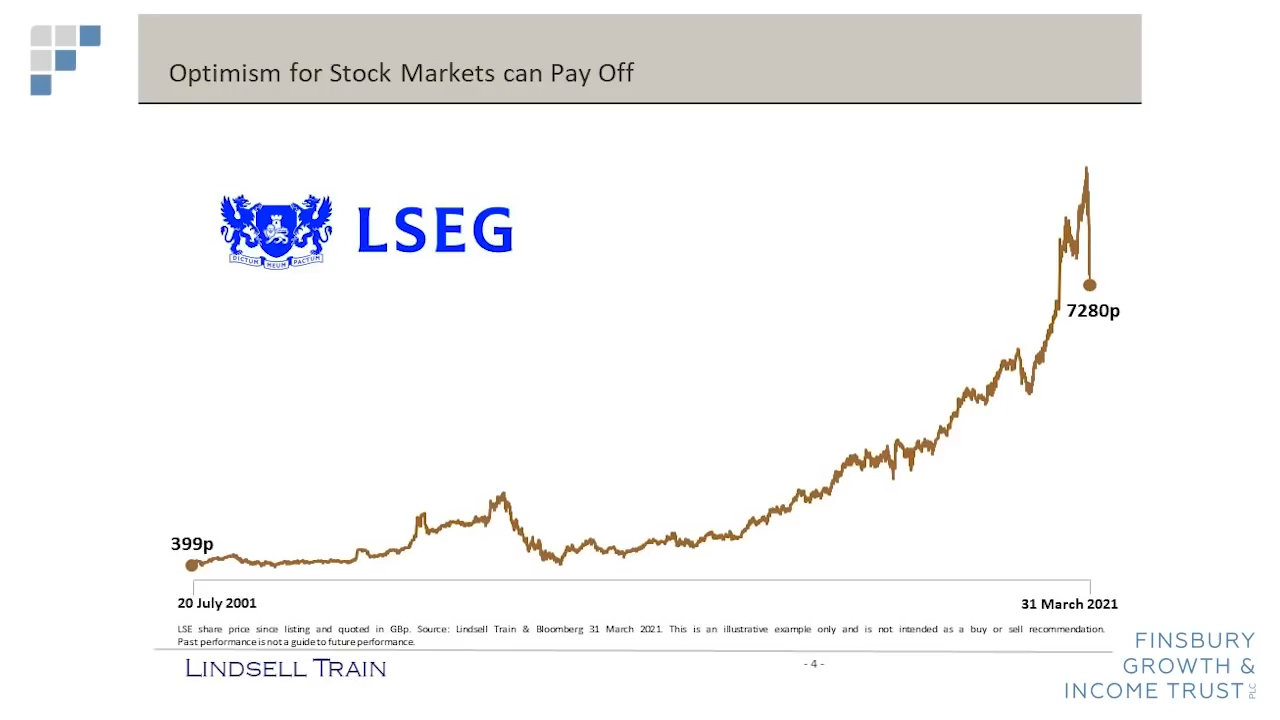 Optimism for Stock Markets can Pay Off
LSEG
DICTUM MEUM PACTUM
7280p
399p
20 July 2001
31 March 2021
LSE share price since listing and quoted in GBp. Source: Lindsell Train & Bloomberg 31 March 2021. This is an illustrative example only and is not intended as a buy or sell recommendation.
Past performance is not a guide to future performance.
LINDSELL TRAIN
- 4 -
FINSBURY
GROWTH &
INCOME TRUST PLC